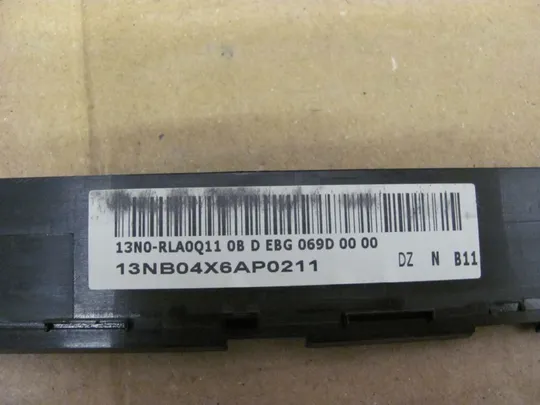 13N0-RLA0Q11 0B D EBG 069D 00 00
13NB04X6AP0211
DZ N B11